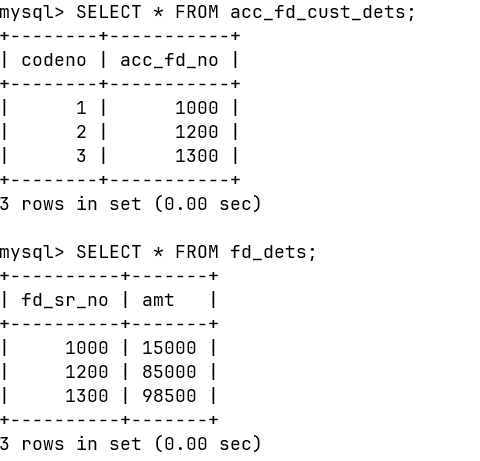 mysql> SELECT * FROM acc_fd_cust_dets;
+--------+-----------+
| codeno | acc_fd_no |
+--------+-----------+
|      1 |      1000 |
|      2 |      1200 |
|      3 |      1300 |
+--------+-----------+
3 rows in set (0.00 sec)

mysql> SELECT * FROM fd_dets;
+----------+-------+
| fd_sr_no | amt   |
+----------+-------+
|     1000 | 15000 |
|     1200 | 85000 |
|     1300 | 98500 |
+----------+-------+
3 rows in set (0.00 sec)